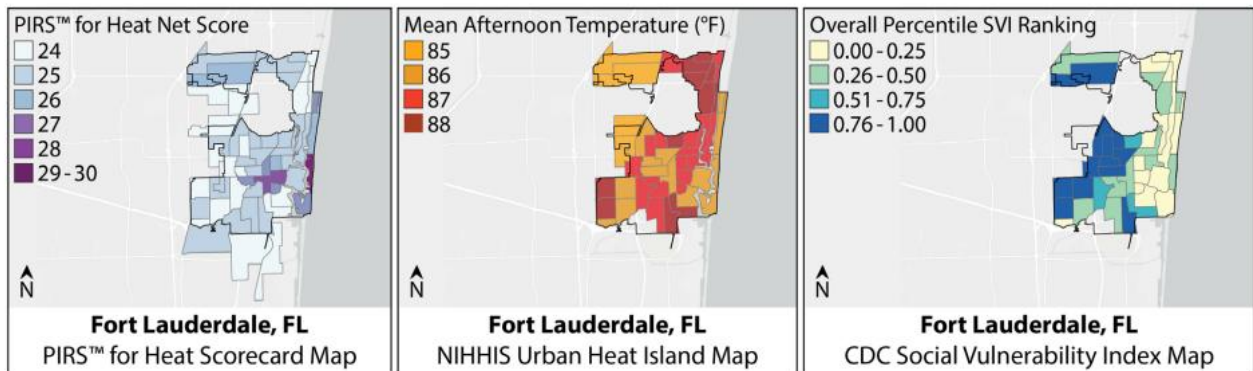 PIRS™ for Heat Net Score
24
25
26
27
28
29 - 30
N
Fort Lauderdale, FL
PIRS™ for Heat Scorecard Map
Mean Afternoon Temperature (°F)
85
86
87
88
N
Fort Lauderdale, FL
NIHHIS Urban Heat Island Map
Overall Percentile SVI Ranking
0.00 - 0.25
0.26 - 0.50
0.51 - 0.75
0.76 - 1.00
N
Fort Lauderdale, FL
CDC Social Vulnerability Index Map